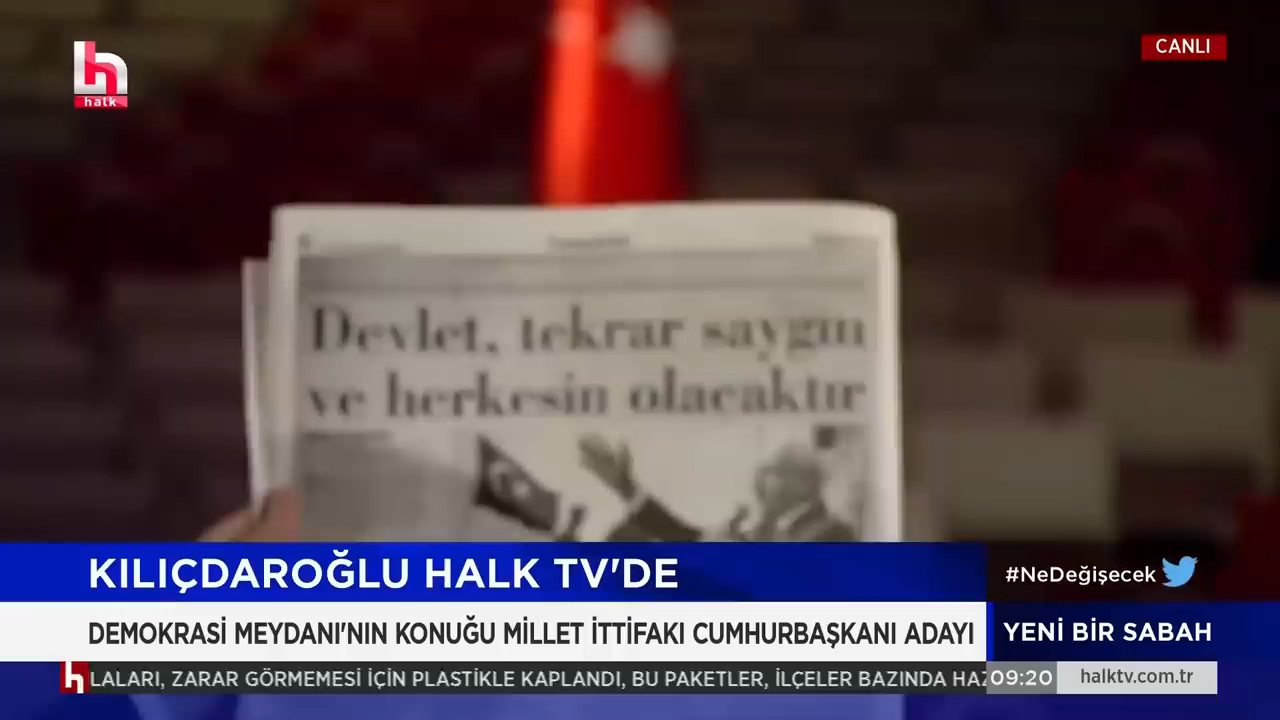 h
halk
CANLI
Devlet, tekrar saygın
ve herkesin olacaktır
KILIÇDAROĞLU HALK TV'DE
#NeDeğişecek
DEMOKRASİ MEYDANI'NIN KONUĞU MİLLET İTTİFAKI CUMHURBAŞKANI ADAYI
YENİ BİR SABAH
h LALARI, ZARAR GÖRMEMESİ İÇİN PLASTİKLE KAPLANDI, BU PAKETLER, İLÇELER BAZINDA HAZ
09:20
halktv.com.tr